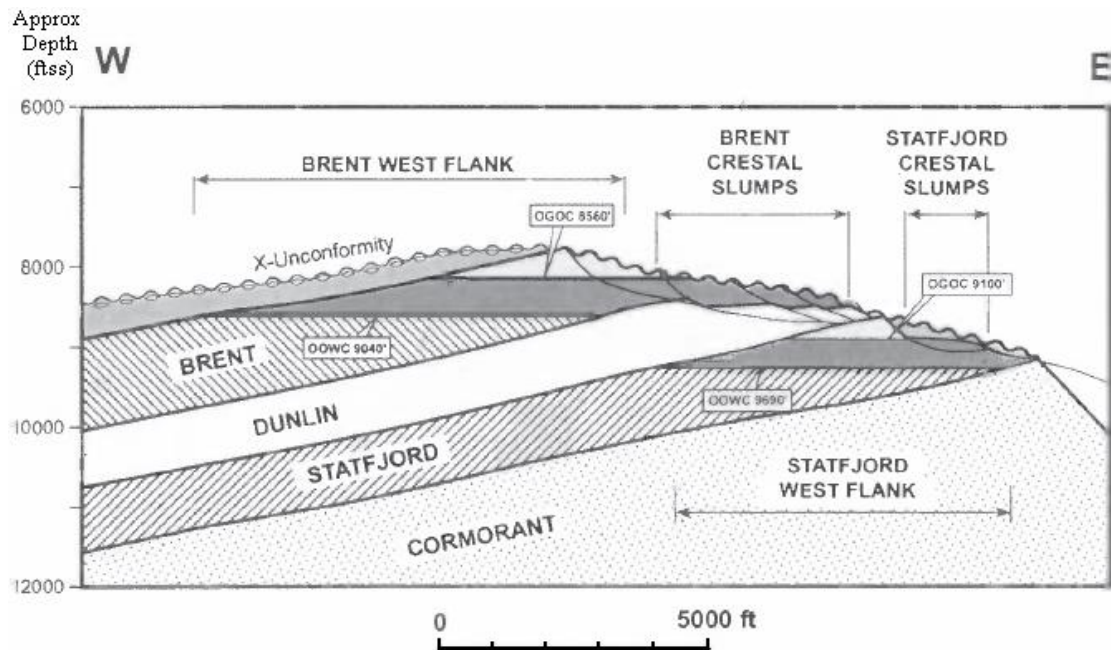 Approx
Depth
(ftss)
W
E
6000
8000
10000
12000
BRENT WEST FLANK
BRENT
CRESTAL
SLUMPS
STATFJORD
CRESTAL
SLUMPS
OGOC 8560'
X-Unconformity
OGOC 9100'
OOWC 9040'
BRENT
OOWC 9690'
DUNLIN
STATFJORD
STATFJORD
WEST FLANK
CORMORANT
0 5000 ft